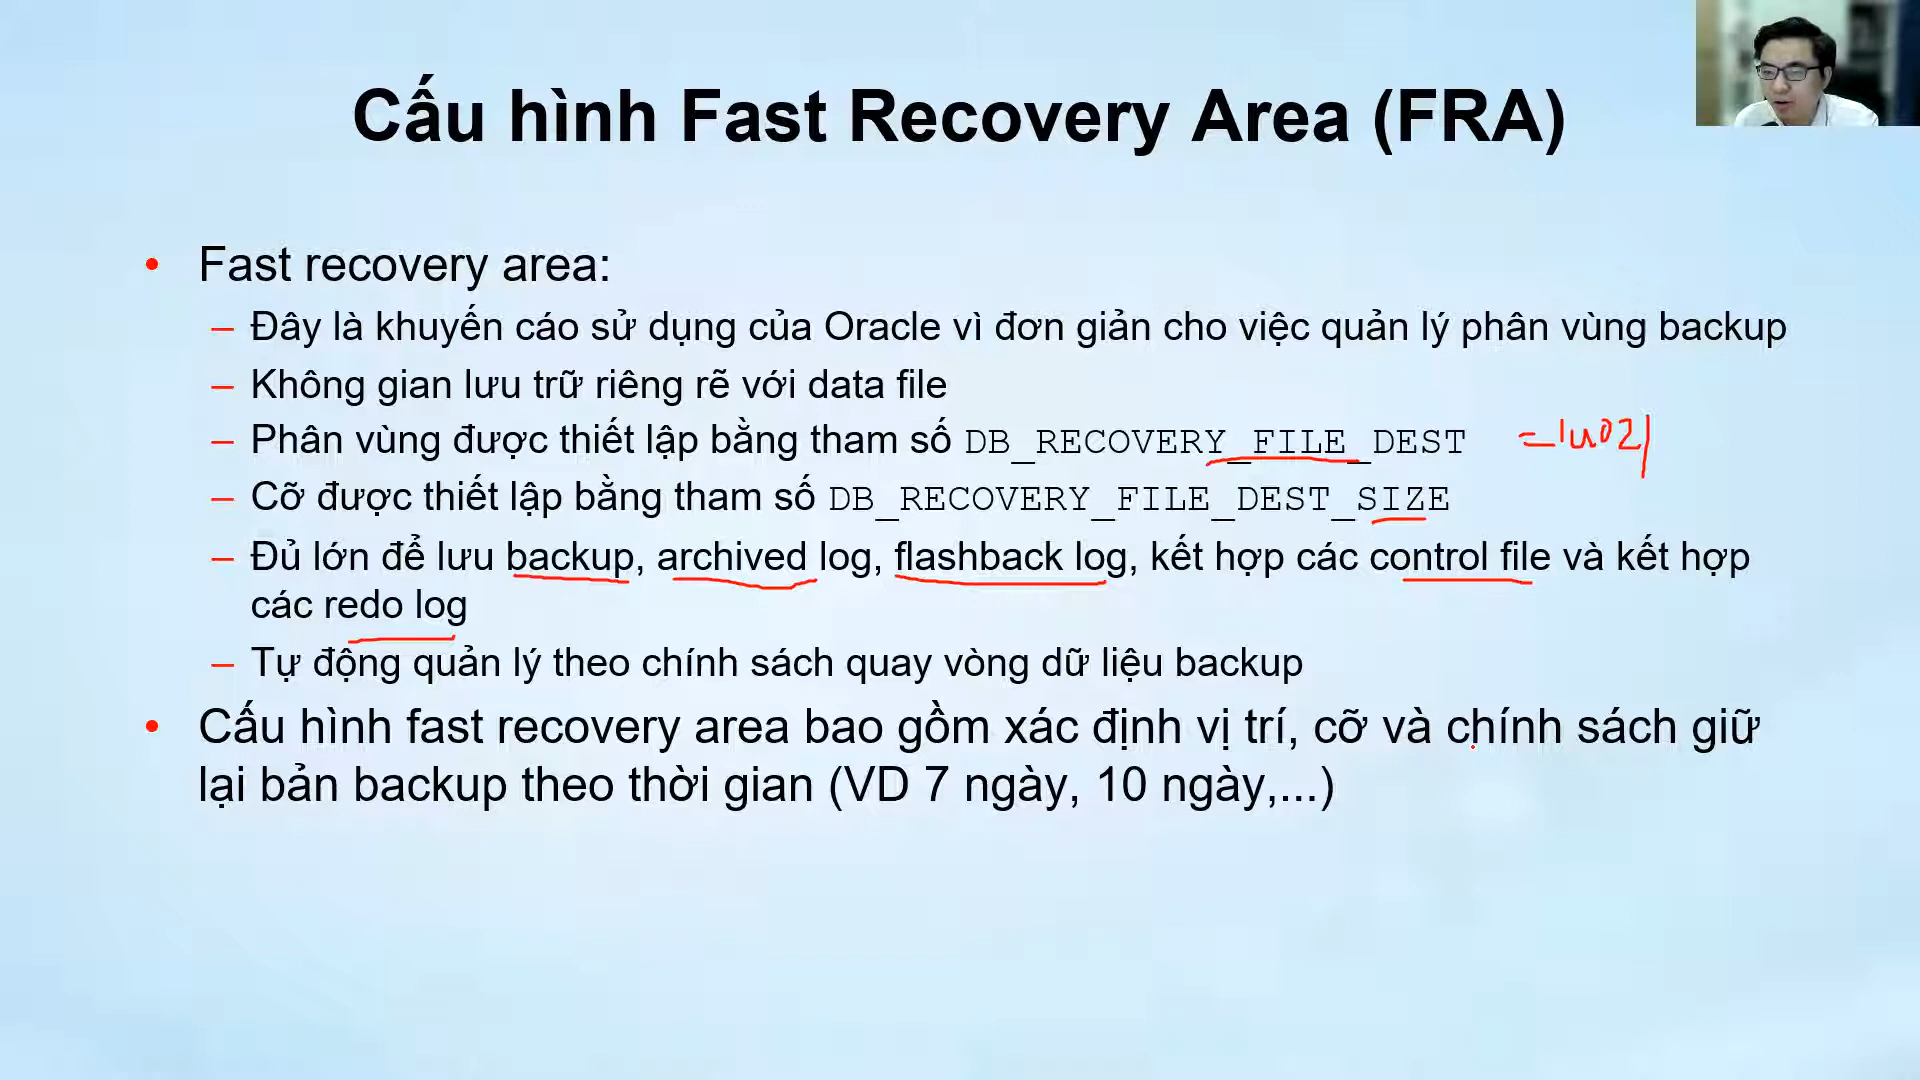 Cấu hình Fast Recovery Area (FRA)
• Fast recovery area:
– Đây là khuyến cáo sử dụng của Oracle vì đơn giản cho việc quản lý phân vùng backup
– Không gian lưu trữ riêng rẽ với data file
– Phân vùng được thiết lập bằng tham số DB_RECOVERY_FILE_DEST =/u02/
– Cỡ được thiết lập bằng tham số DB_RECOVERY_FILE_DEST_SIZE
– Đủ lớn để lưu backup, archived log, flashback log, kết hợp các control file và kết hợp
các redo log
– Tự động quản lý theo chính sách quay vòng dữ liệu backup
• Cấu hình fast recovery area bao gồm xác định vị trí, cỡ và chính sách giữ
lại bản backup theo thời gian (VD 7 ngày, 10 ngày,...)